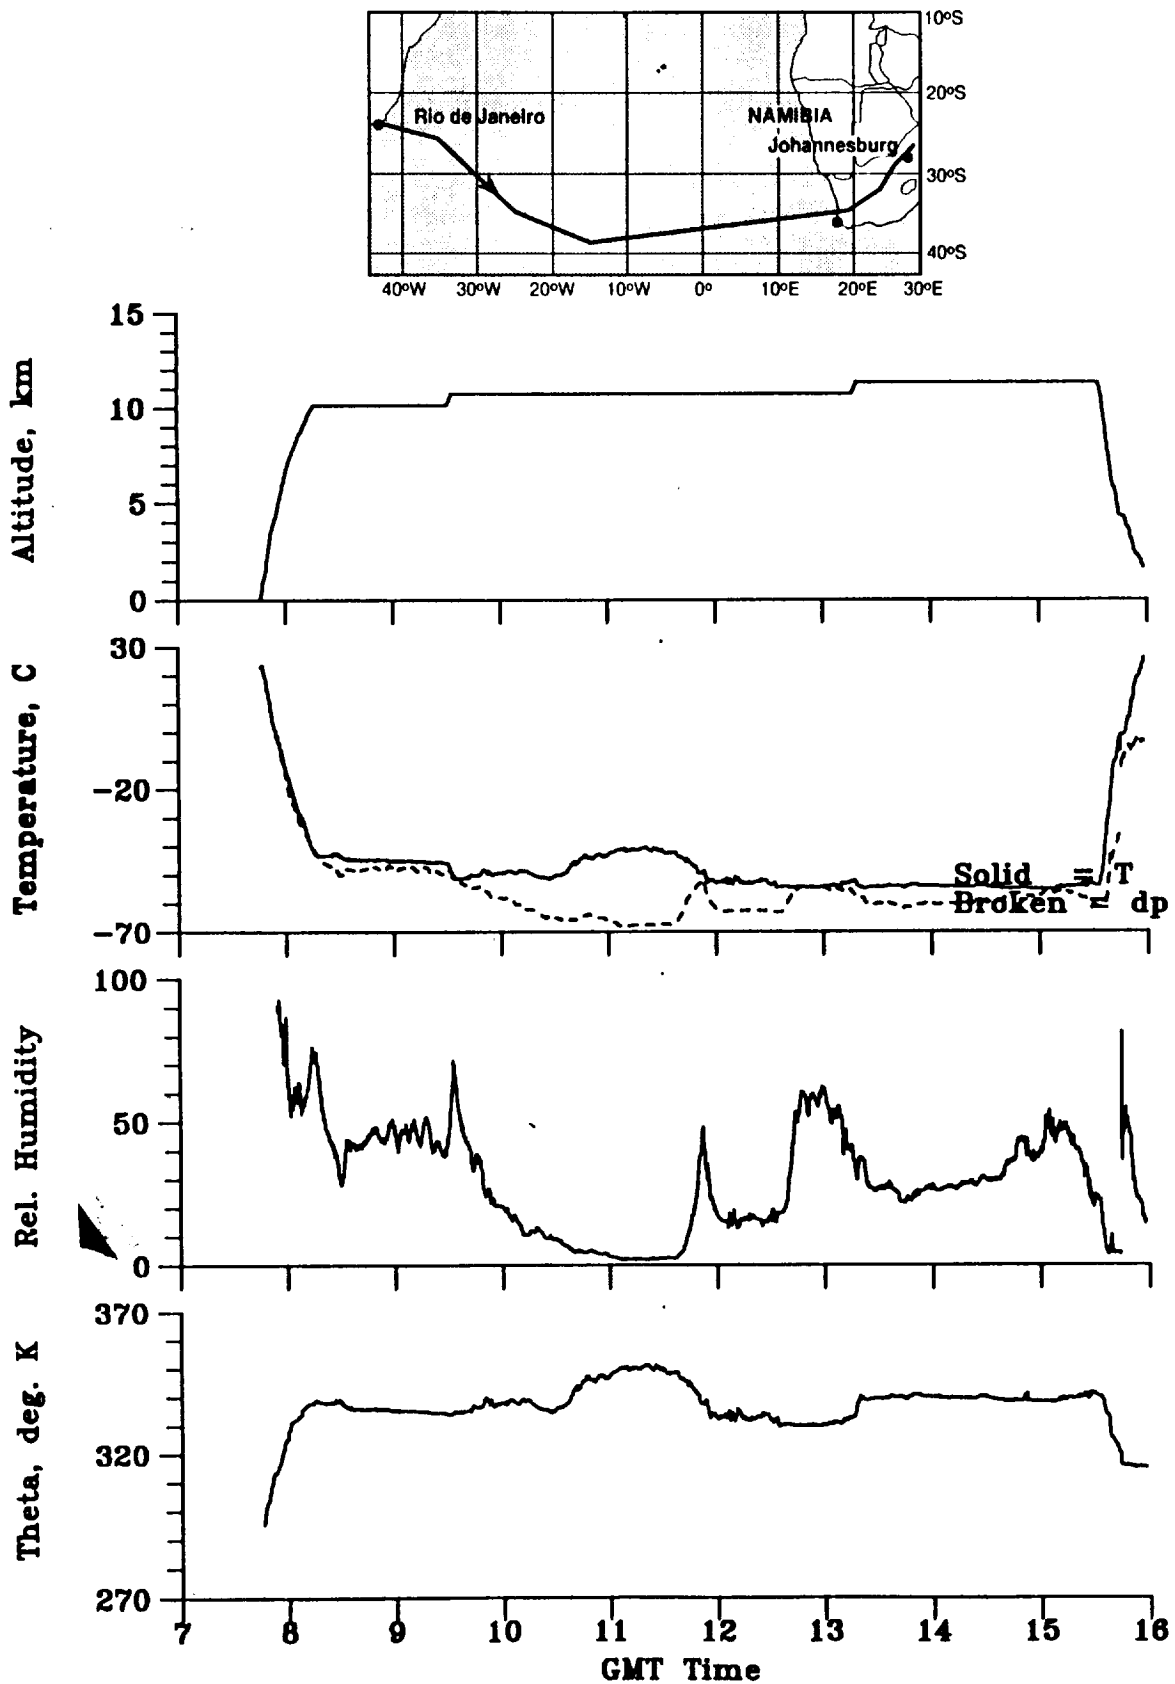 10°S
20°S
Rio de Janeiro
NAMIBIA
Johannesburg
30°S
40°S
40°W 30°W 20°W 10°W 0° 10°E 20°E 30°E
15
10
5
0
Altitude, km
30
-20
-70
Temperature, C
Solid = T
Broken = dp
100
50
0
Rel. Humidity
370
320
270
Theta, deg. K
7 8 9 10 11 12 13 14 15 16
GMT Time